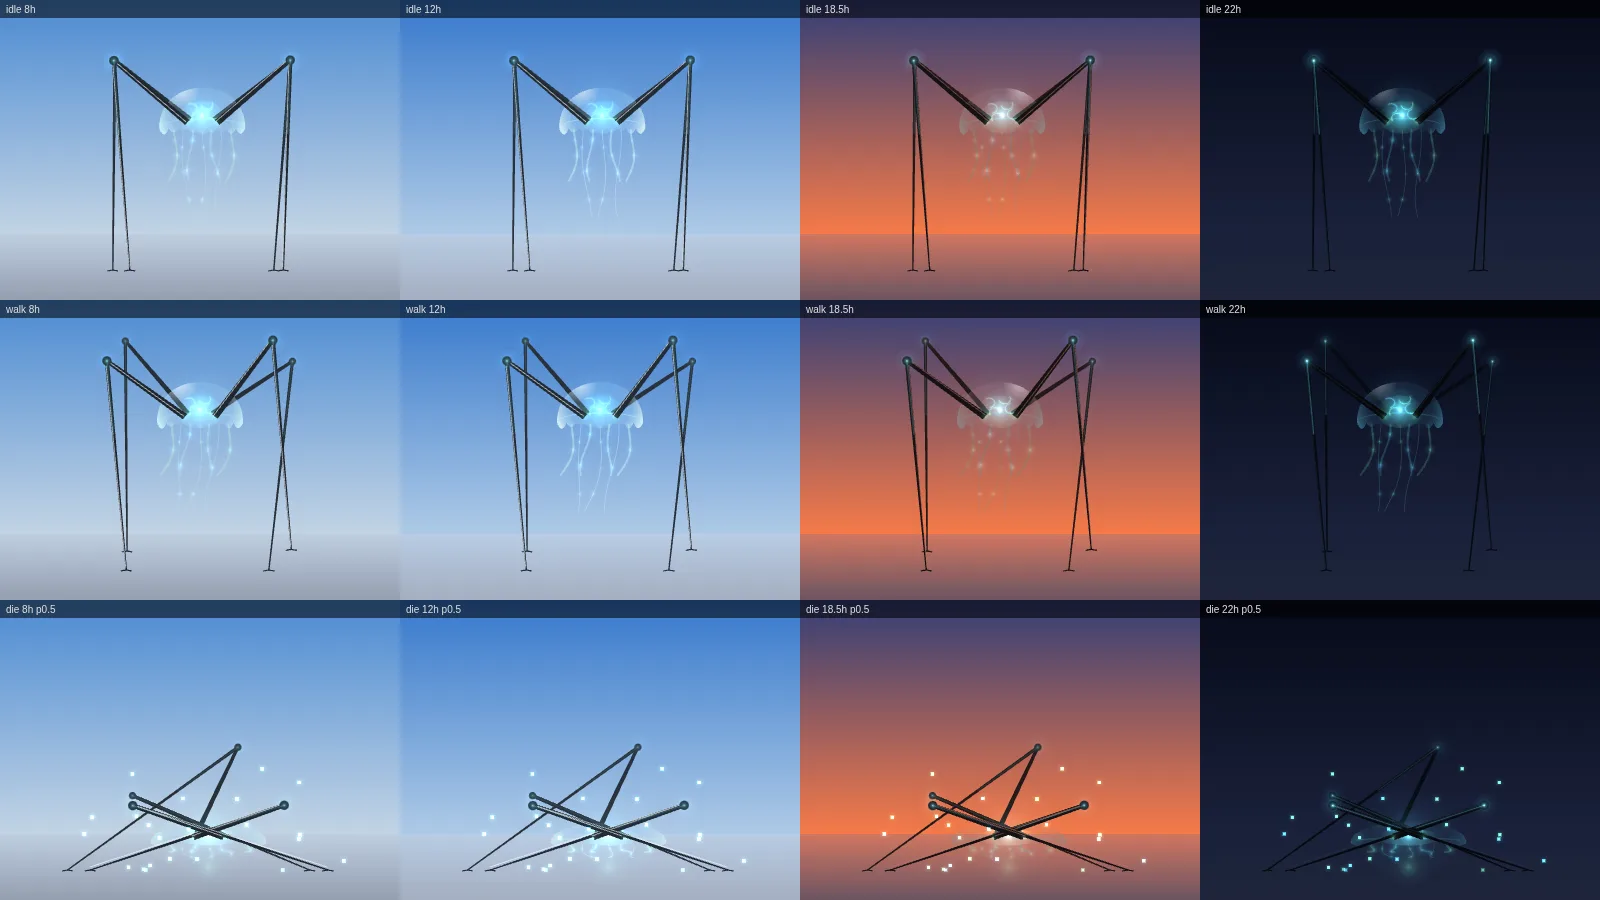 idle 8h
idle 12h
idle 18.5h
idle 22h
walk 8h
walk 12h
walk 18.5h
walk 22h
die 8h p0.5
die 12h p0.5
die 18.5h p0.5
die 22h p0.5